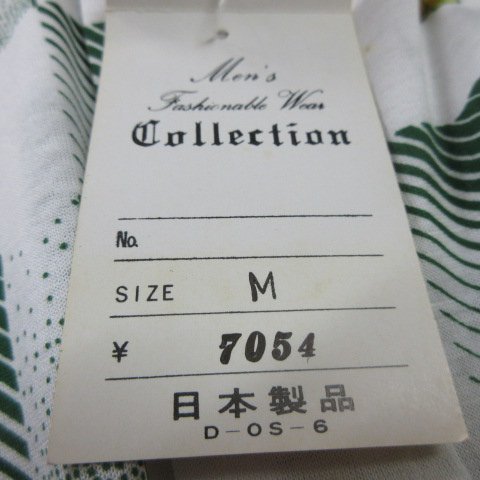 Men's
Fashionable Wear
Collection
No.
SIZE M
¥ 7054
日本製品
D-OS-6